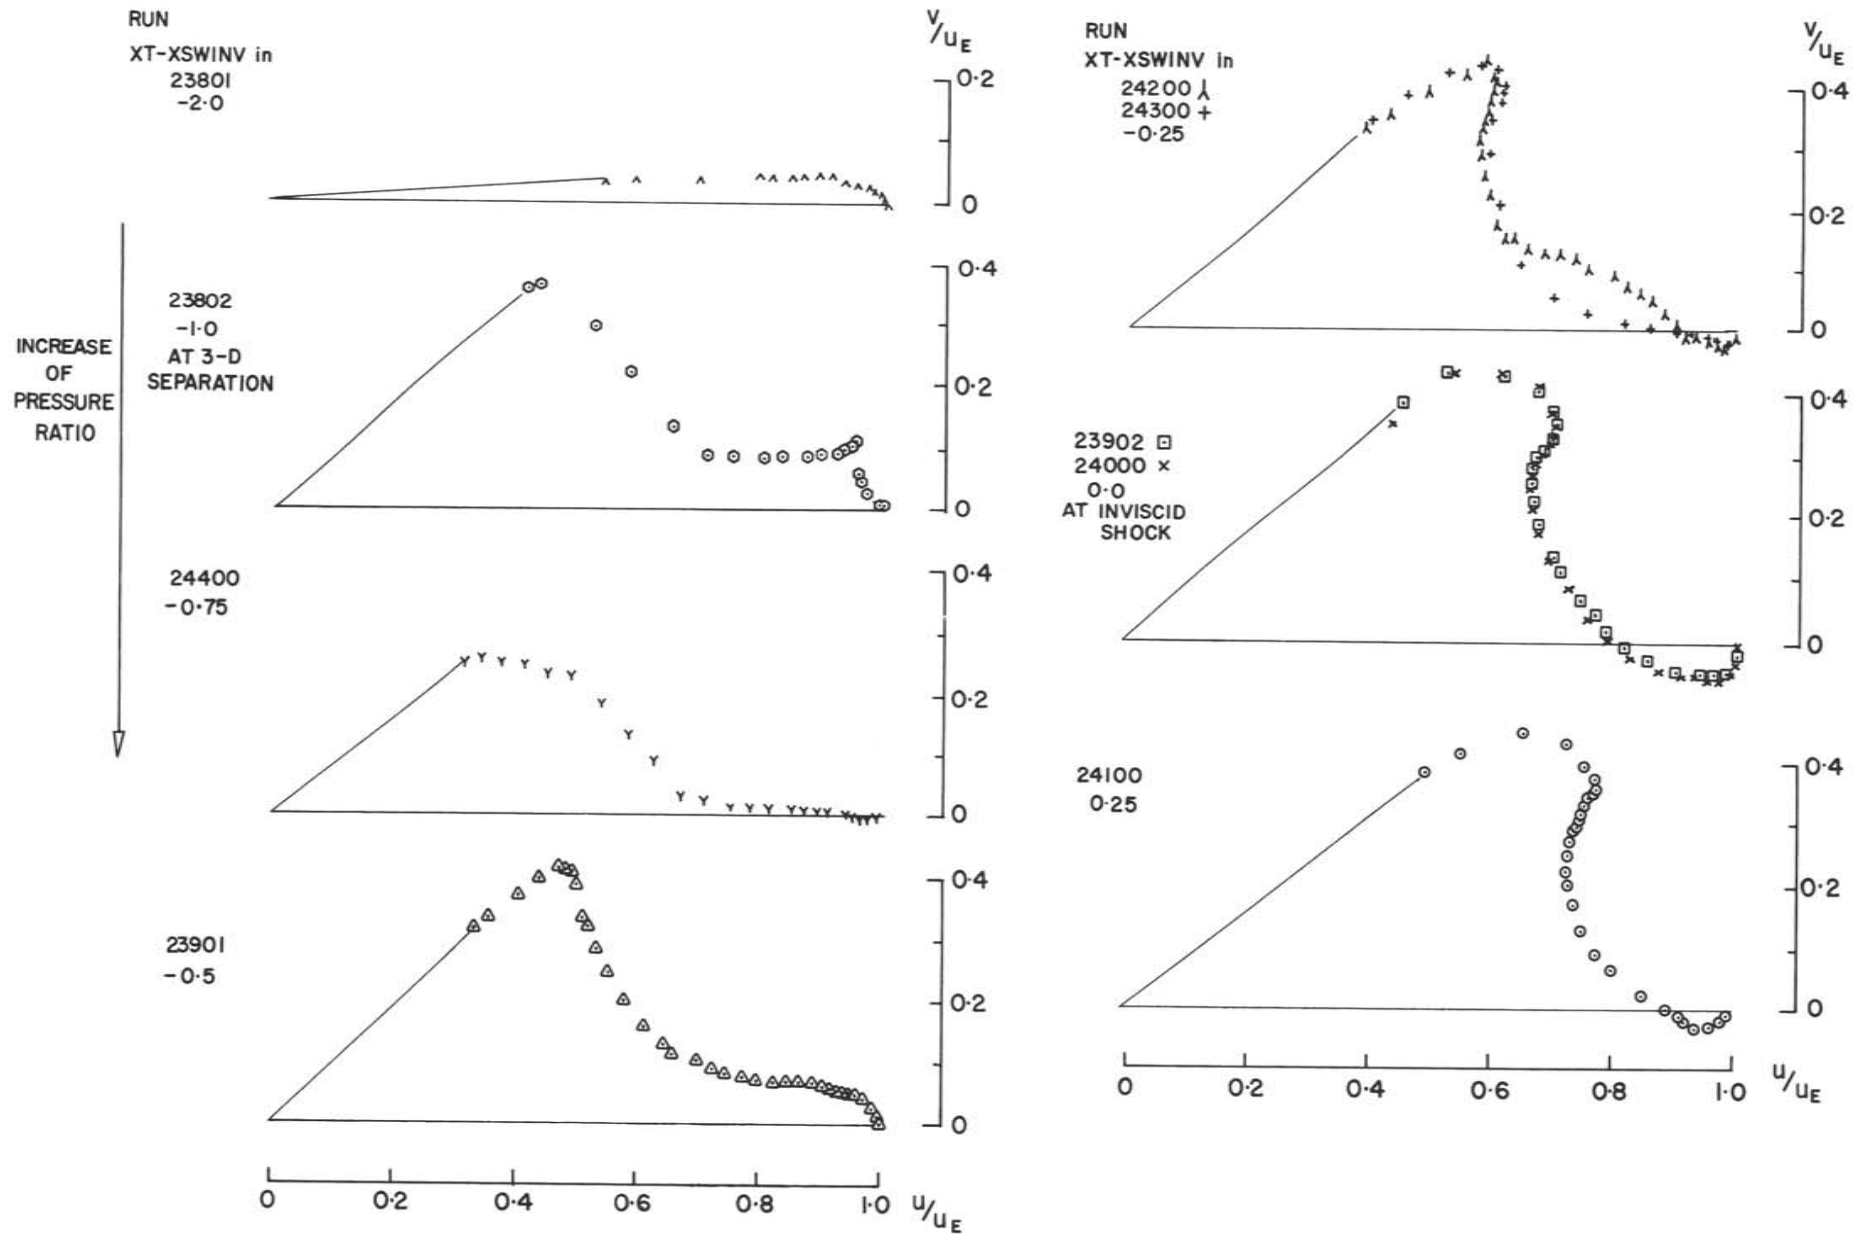 RUN
XT-XSWINV in
23801
-2.0
V/uE
0.2
0
INCREASE
OF
PRESSURE
RATIO
23802
-1.0
AT 3-D
SEPARATION
0.4
0.2
0
24400
-0.75
0.4
0.2
0
23901
-0.5
0.4
0.2
0
0 0.2 0.4 0.6 0.8 1.0 u/uE
RUN
XT-XSWINV in
24200 ⅄
24300 +
-0.25
V/uE
0.4
0.2
0
23902 ⊡
24000 ×
0.0
AT INVISCID
SHOCK
0.4
0.2
0
24100
0.25
0.4
0.2
0
0 0.2 0.4 0.6 0.8 1.0 u/uE